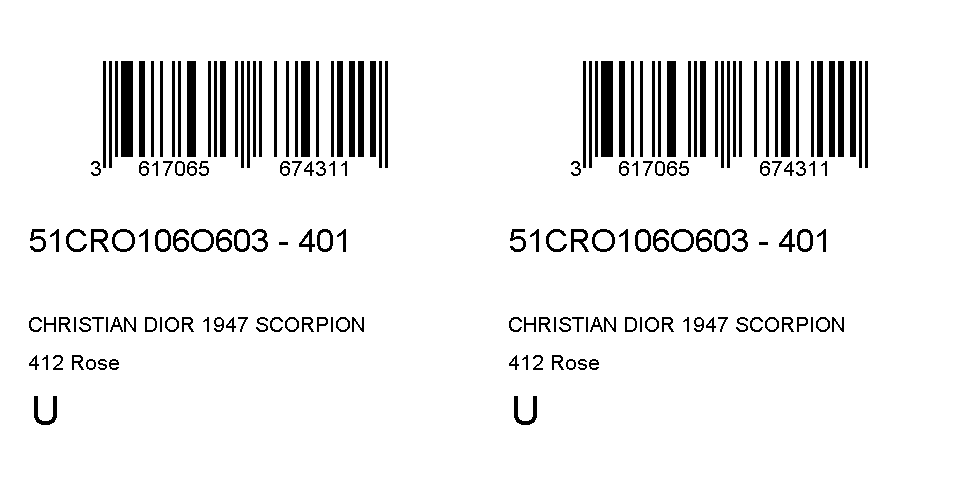 3 617065 674311
51CRO106O603 - 401
CHRISTIAN DIOR 1947 SCORPION
412 Rose
U
3 617065 674311
51CRO106O603 - 401
CHRISTIAN DIOR 1947 SCORPION
412 Rose
U